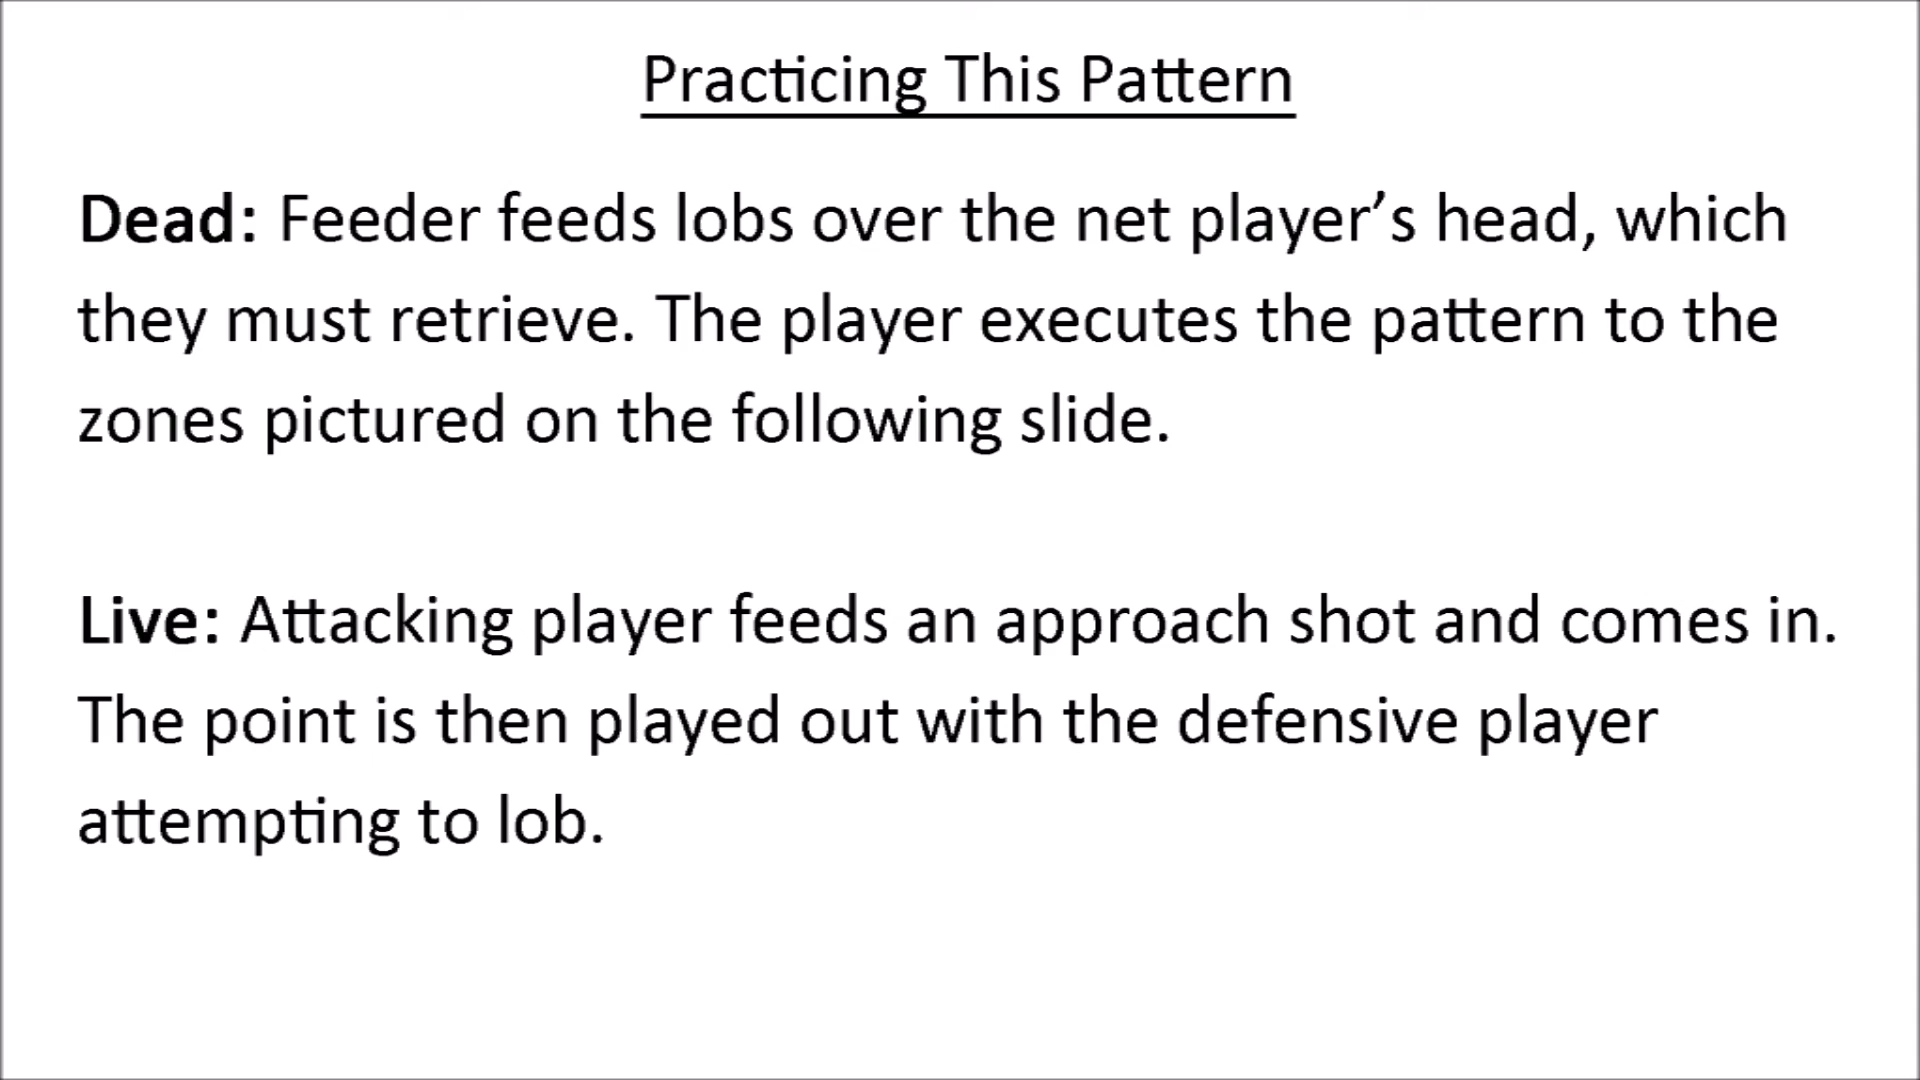 Practicing This Pattern
Dead: Feeder feeds lobs over the net player’s head, which
they must retrieve. The player executes the pattern to the
zones pictured on the following slide.
Live: Attacking player feeds an approach shot and comes in.
The point is then played out with the defensive player
attempting to lob.